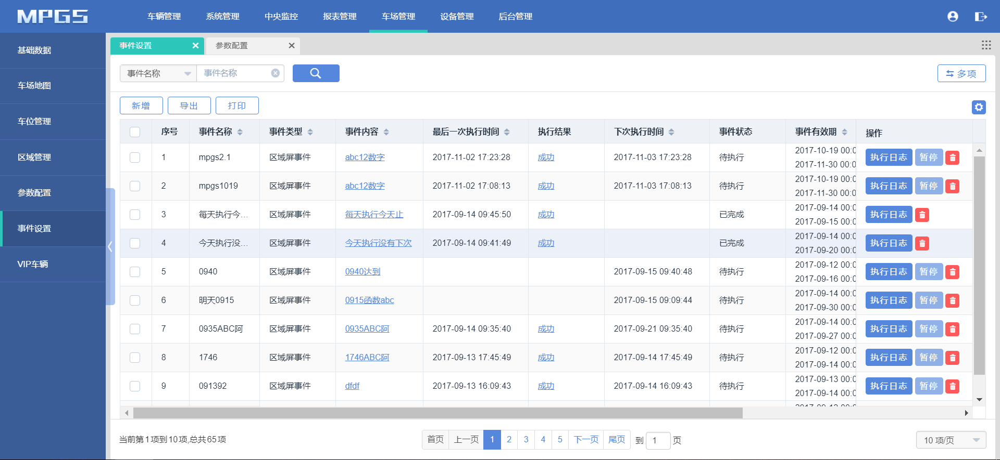 MPGS
车辆管理 系统管理 中央监控 报表管理 车场管理 设备管理 后台管理
基础数据
车场地图
车位管理
区域管理
参数配置
事件设置
VIP车辆
事件设置 参数配置
事件名称 事件名称 多项
新增 导出 打印
序号 事件名称 事件类型 事件内容 最后一次执行时间 执行结果 下次执行时间 事件状态 事件有效期 操作
1 mpgs2.1 区域屏事件 abc12数字 2017-11-02 17:23:28 成功 2017-11-03 17:23:28 待执行 2017-10-19 00:0 执行日志 暂停
2017-11-30 00:0
2 mpgs1019 区域屏事件 abc12数字 2017-11-02 17:08:13 成功 2017-11-03 17:08:13 待执行 2017-10-19 00:0 执行日志 暂停
2017-11-30 00:0
3 每天执行今... 区域屏事件 每天执行今天止 2017-09-14 09:45:50 成功 已完成 2017-09-14 00:0 执行日志
2017-09-15 00:0
4 今天执行没... 区域屏事件 今天执行没有下次 2017-09-14 09:41:49 成功 已完成 2017-09-14 00:0 执行日志
2017-09-20 00:0
5 0940 区域屏事件 0940达到 2017-09-15 09:40:48 待执行 2017-09-12 00:0 执行日志 暂停
2017-09-16 00:0
6 明天0915 区域屏事件 0915函数abc 2017-09-15 09:09:44 待执行 2017-09-14 00:0 执行日志 暂停
2017-09-30 00:0
7 0935ABC阿 区域屏事件 0935ABC阿 2017-09-14 09:35:40 成功 2017-09-21 09:35:40 待执行 2017-09-14 00:0 执行日志 暂停
2017-09-27 00:0
8 1746 区域屏事件 1746ABC阿 2017-09-13 17:45:49 成功 2017-09-14 17:45:49 待执行 2017-09-12 00:0 执行日志 暂停
2017-09-14 00:0
9 091392 区域屏事件 dfdf 2017-09-13 16:09:43 成功 2017-09-14 16:09:43 待执行 2017-09-13 00:0 执行日志 暂停
2017-09-14 00:0
当前第1项到10项,总共65项 首页 上一页 1 2 3 4 5 下一页 尾页 到 1 页 10 项/页